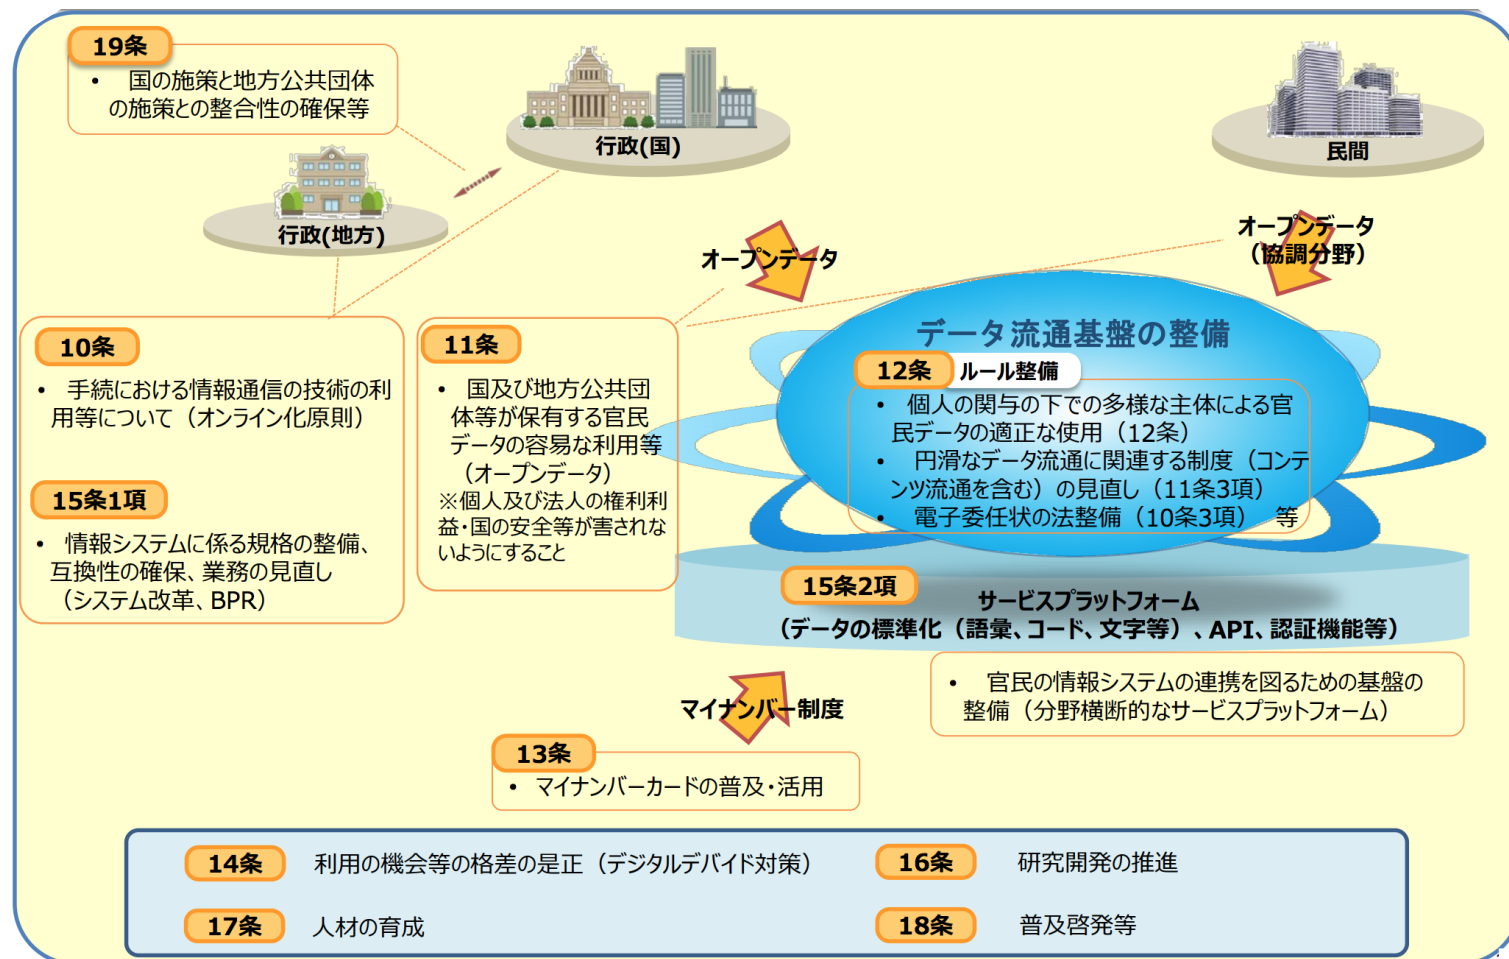 19条
• 国の施策と地方公共団体
の施策との整合性の確保等
行政(国)
民間
行政(地方)
オープンデータ
オープンデータ
（協調分野）
10条
• 手続における情報通信の技術の利
用等について（オンライン化原則）
15条1項
• 情報システムに係る規格の整備、
互換性の確保、業務の見直し
（システム改革、BPR）
11条
• 国及び地方公共団
体等が保有する官民
データの容易な利用等
（オープンデータ）
※個人及び法人の権利利
益・国の安全等が害されな
いようにすること
データ流通基盤の整備
12条 ルール整備
• 個人の関与の下での多様な主体による官
民データの適正な使用（12条）
• 円滑なデータ流通に関連する制度（コンテ
ンツ流通を含む）の見直し（11条3項）
• 電子委任状の法整備（10条3項） 等
15条2項
サービスプラットフォーム
（データの標準化（語彙、コード、文字等）、API、認証機能等）
• 官民の情報システムの連携を図るための基盤の
整備（分野横断的なサービスプラットフォーム）
マイナンバー制度
13条
• マイナンバーカードの普及・活用
14条 利用の機会等の格差の是正（デジタルデバイド対策）
16条 研究開発の推進
17条 人材の育成
18条 普及啓発等